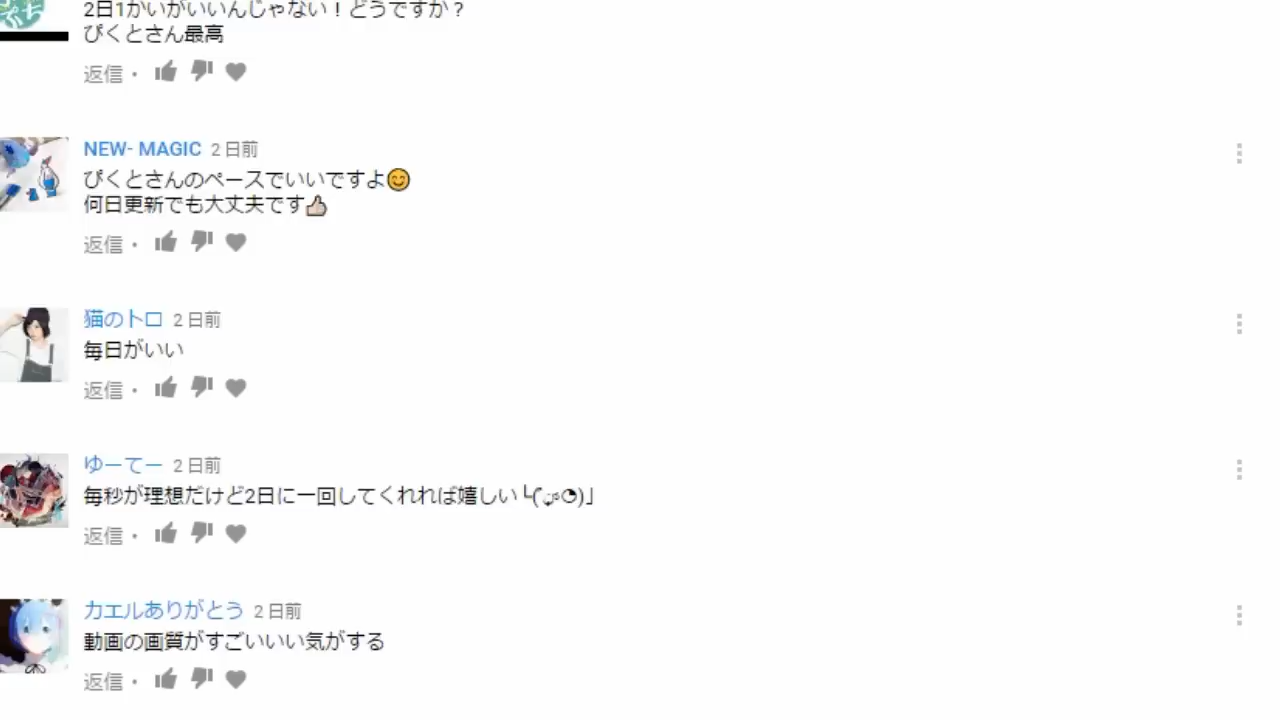 2日1かいがいいんじゃない！どうですか？
ぴくとさん最高
返信・
NEW- MAGIC 2 日前
ぴくとさんのペースでいいですよ😊
何日更新でも大丈夫です👍🏻
返信・
猫のトロ 2 日前
毎日がいい
返信・
ゆーてー 2 日前
毎秒が理想だけど2日に一回してくれれば嬉しい
返信・
カエルありがとう 2 日前
動画の画質がすごいいい気がする
返信・